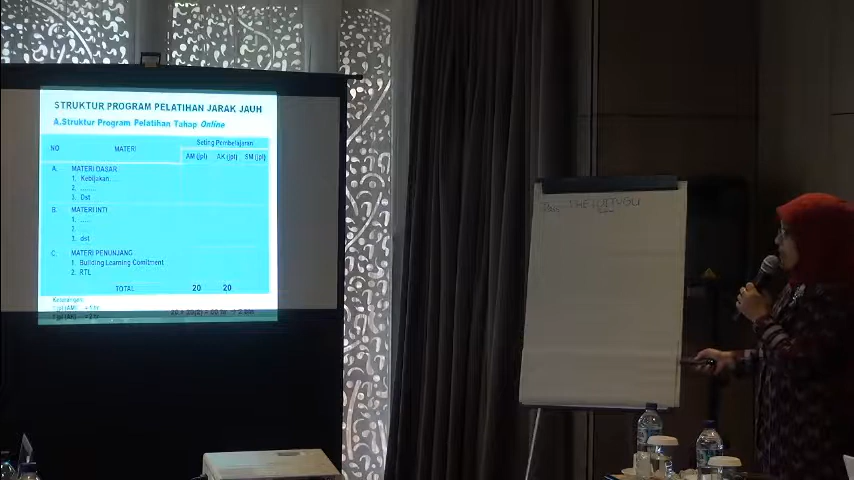 STRUKTUR PROGRAM PELATIHAN JARAK JAUH
A.Struktur Program Pelatihan Tahap Online
NO MATERI Seting Pembelajaran
AM (jpl) AK (jpl) SM (jpl)
A. MATERI DASAR
1. Kebijakan....
2. ........
3. Dst
B. MATERI INTI
1. .....
2. .....
3. dst
C. MATERI PENUNJANG
1. Building Learning Comitment
2. RTL
TOTAL 20 20
Keterangan